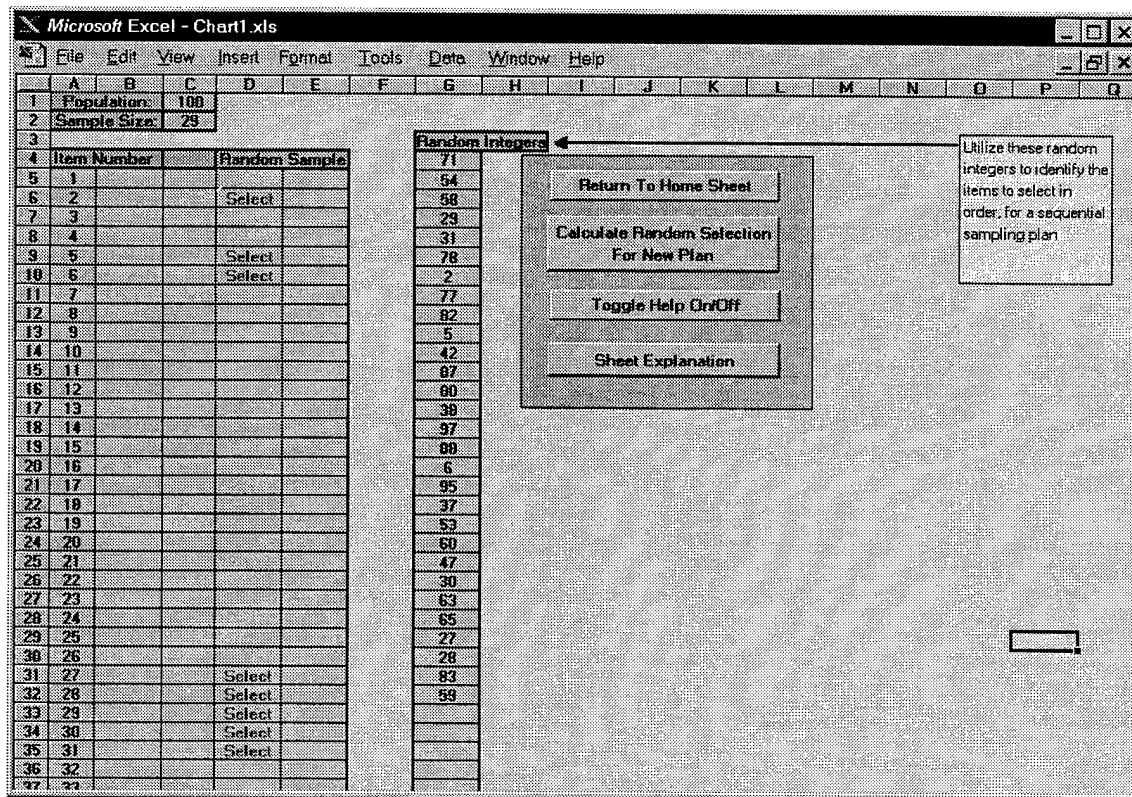 Microsoft Excel - Chart1.xls
File Edit View Insert Format Tools Data Window Help
A B C D E F G H I J K L M N O P Q
1 Population: 100
2 Sample Size: 29
3 Random Integers
4 Item Number Random Sample 71
5 1 54
6 2 Select 58
7 3 29
8 4 31
9 5 Select 78
10 6 Select 2
11 7 77
12 8 82
13 9 5
14 10 42
15 11
16 12
17 13
18 14 97
19 15
20 16 6
21 17 95
22 18 37
23 19 53
24 20 60
25 21 47
26 22 30
27 23 63
28 24 65
29 25 27
30 26 28
31 27 Select 83
32 28 Select 59
33 29 Select
34 30 Select
35 31 Select
36 32
37
Return To Home Sheet
Calculate Random Selection
For New Plan
Toggle Help On/Off
Sheet Explanation
Utilize these random
integers to identify the
items to select in
order, for a sequential
sampling plan